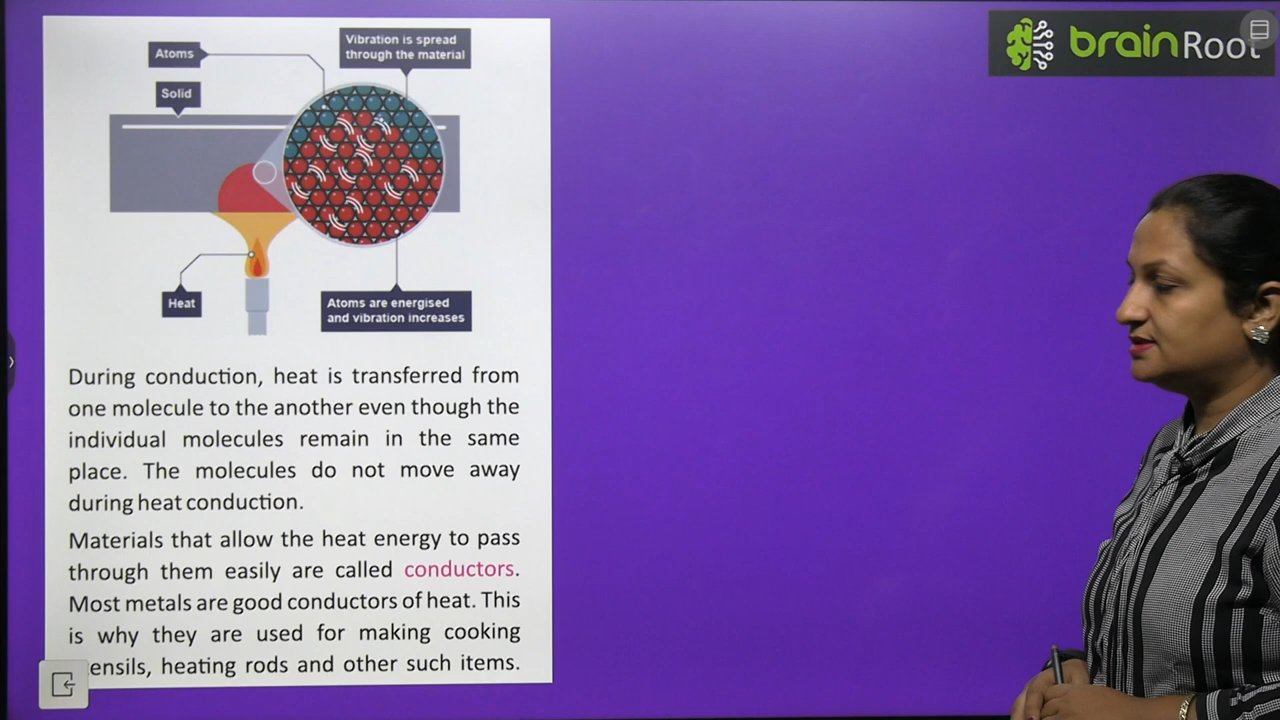 Atoms
Vibration is spread
through the material
Solid
Heat
Atoms are energised
and vibration increases
During conduction, heat is transferred from
one molecule to the another even though the
individual molecules remain in the same
place. The molecules do not move away
during heat conduction.
Materials that allow the heat energy to pass
through them easily are called conductors.
Most metals are good conductors of heat. This
is why they are used for making cooking
ensils, heating rods and other such items.
brain Root